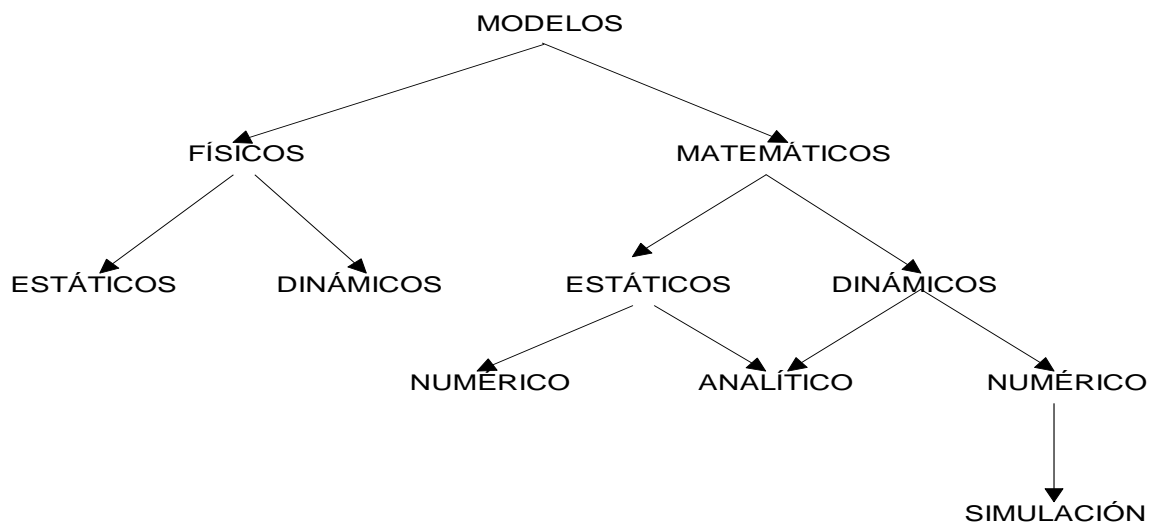 MODELOS
FÍSICOS MATEMÁTICOS
ESTÁTICOS DINÁMICOS ESTÁTICOS DINÁMICOS
NUMÉRICO ANALÍTICO NUMÉRICO
SIMULACIÓN